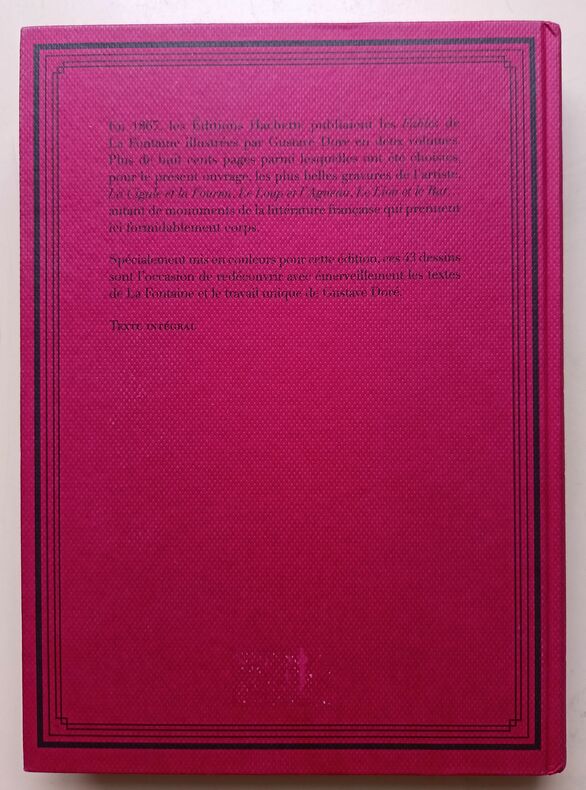 En 1867, les Éditions Hachette publiaient les Fables de
La Fontaine illustrées par Gustave Doré en deux volumes.
Plus de huit cents pages parmi lesquelles ont été choisies,
pour le présent ouvrage, les plus belles gravures de l'artiste.
La Cigale et la Fourmi, Le Loup et l'Agneau, Le Lion et le Rat...
autant de monuments de la littérature française qui prennent
ici formidablement corps.
Spécialement mis en couleurs pour cette édition, ces 43 dessins
sont l'occasion de redécouvrir avec émerveillement les textes
de La Fontaine et le travail unique de Gustave Doré.
Texte intégral